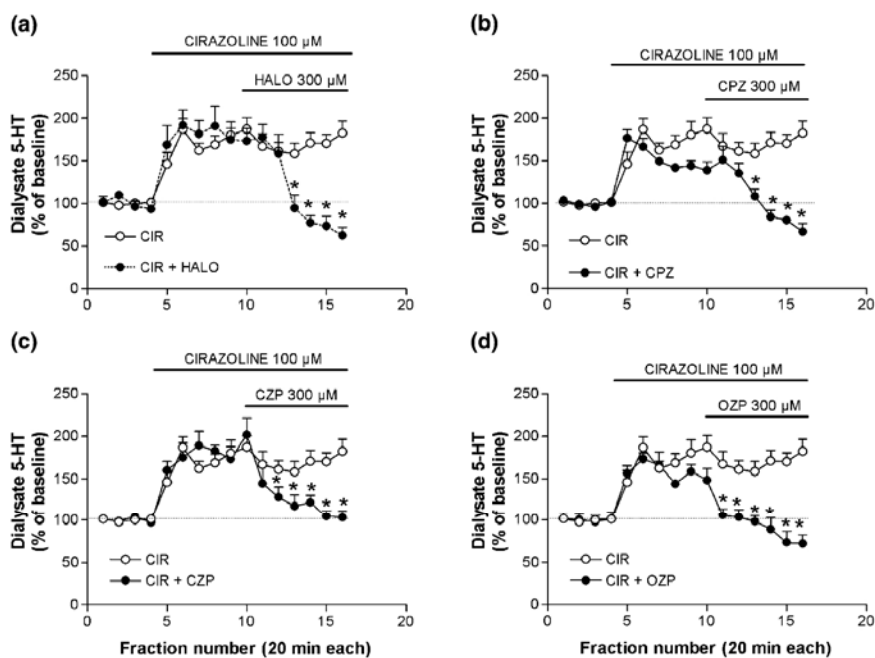 (a)
CIRAZOLINE 100 µM
HALO 300 µM
Dialysate 5-HT
(% of baseline)
250
200
150
100
50
0
CIR
CIR + HALO
0 5 10 15 20
* * * *
(b)
CIRAZOLINE 100 µM
CPZ 300 µM
Dialysate 5-HT
(% of baseline)
250
200
150
100
50
0
CIR
CIR + CPZ
0 5 10 15 20
* * * *
(c)
CIRAZOLINE 100 µM
CZP 300 µM
Dialysate 5-HT
(% of baseline)
250
200
150
100
50
0
CIR
CIR + CZP
0 5 10 15 20
* * * * *
Fraction number (20 min each)
(d)
CIRAZOLINE 100 µM
OZP 300 µM
Dialysate 5-HT
(% of baseline)
250
200
150
100
50
0
CIR
CIR + OZP
0 5 10 15 20
* * * * * *
Fraction number (20 min each)